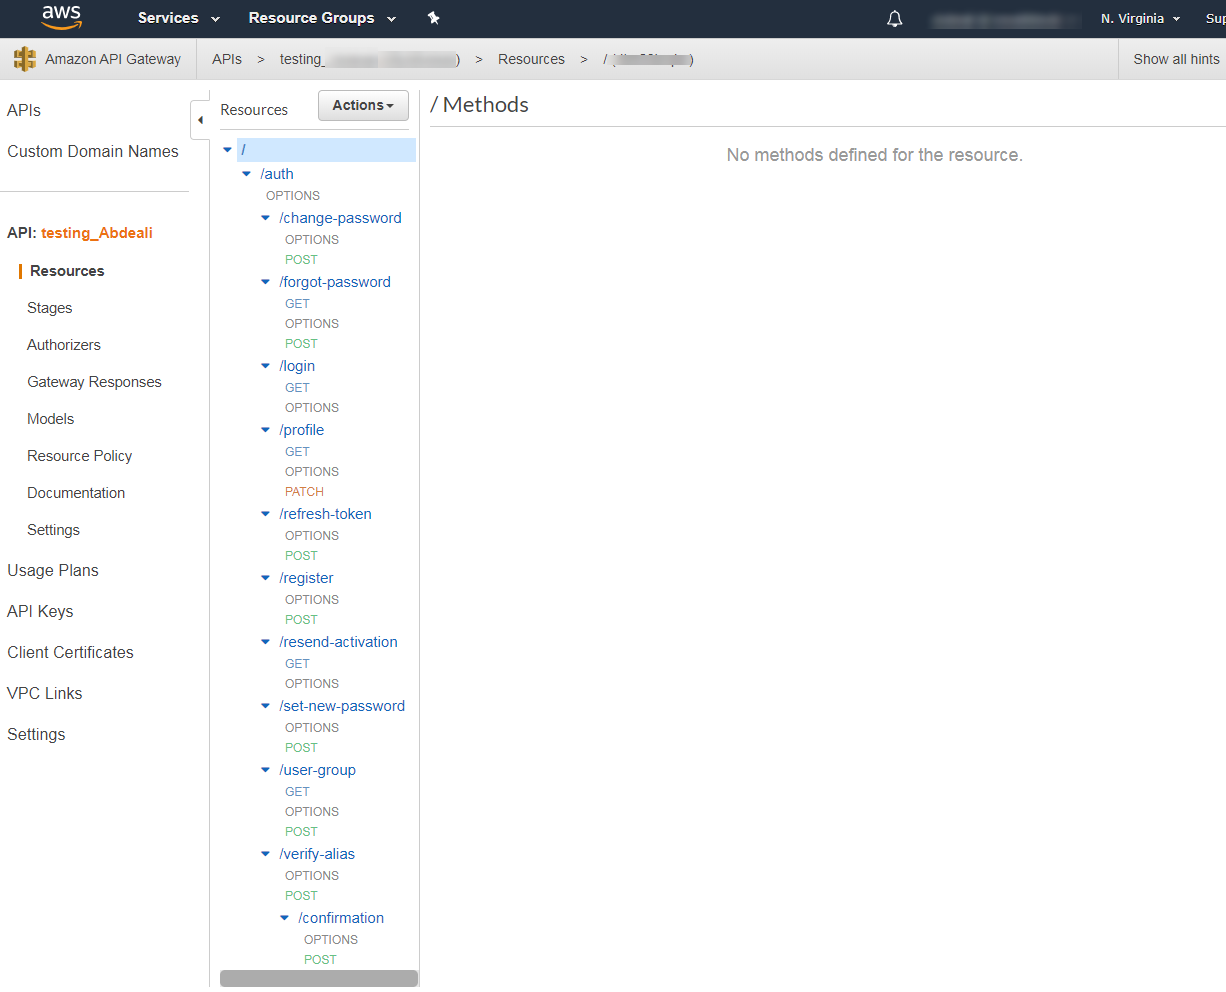 aws Services Resource Groups N. Virginia Sup
Amazon API Gateway APIs > testing_ ) > Resources > / ( ) Show all hints
APIs
Custom Domain Names
API: testing_Abdeali
Resources
Stages
Authorizers
Gateway Responses
Models
Resource Policy
Documentation
Settings
Usage Plans
API Keys
Client Certificates
VPC Links
Settings
Resources Actions
/
/auth
OPTIONS
/change-password
OPTIONS
POST
/forgot-password
GET
OPTIONS
POST
/login
GET
OPTIONS
/profile
GET
OPTIONS
PATCH
/refresh-token
OPTIONS
POST
/register
OPTIONS
POST
/resend-activation
GET
OPTIONS
/set-new-password
OPTIONS
POST
/user-group
GET
OPTIONS
POST
/verify-alias
OPTIONS
POST
/confirmation
OPTIONS
POST
/ Methods
No methods defined for the resource.